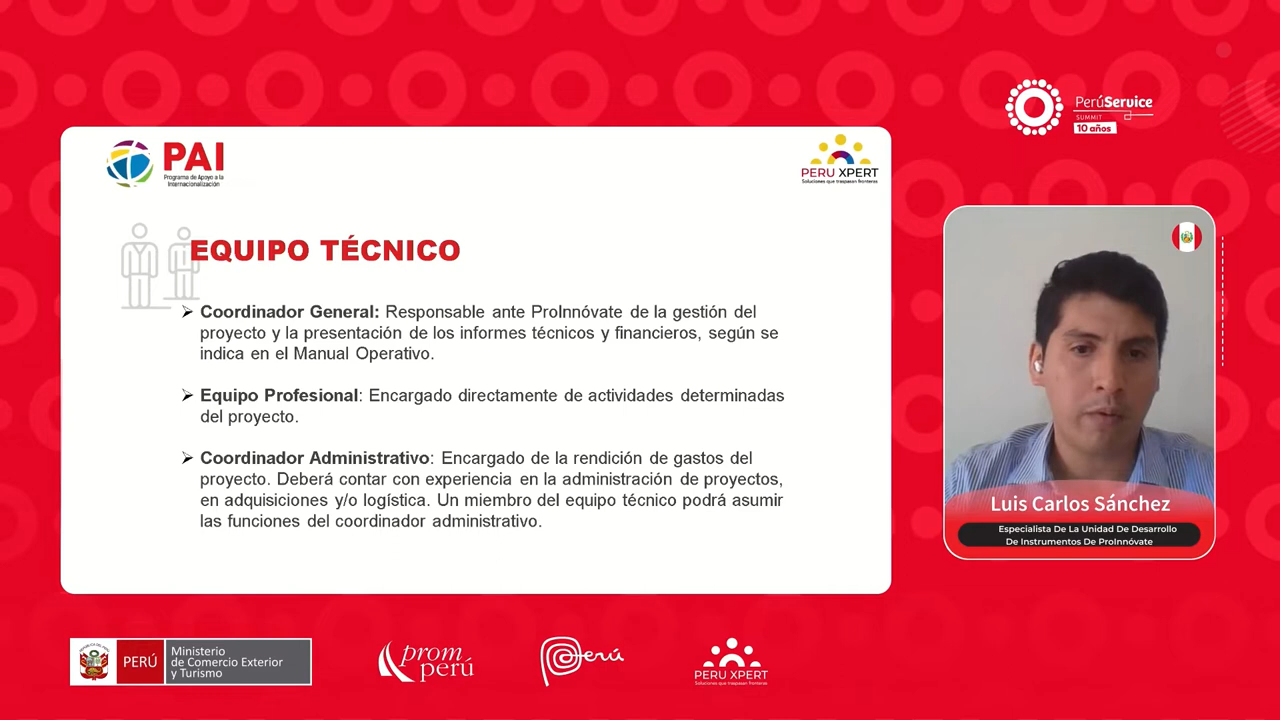 PAI
Programa de Apoyo a la
Internacionalización
PERU XPERT
Soluciones que traspasan fronteras
PerúService
SUMMIT
10 años
EQUIPO TÉCNICO
➢ Coordinador General: Responsable ante ProInnóvate de la gestión del
proyecto y la presentación de los informes técnicos y financieros, según se
indica en el Manual Operativo.
➢ Equipo Profesional: Encargado directamente de actividades determinadas
del proyecto.
➢ Coordinador Administrativo: Encargado de la rendición de gastos del
proyecto. Deberá contar con experiencia en la administración de proyectos,
en adquisiciones y/o logística. Un miembro del equipo técnico podrá asumir
las funciones del coordinador administrativo.
Luis Carlos Sánchez
Especialista De La Unidad De Desarrollo
De Instrumentos De ProInnóvate
PERÚ
Ministerio
de Comercio Exterior
y Turismo
prom
perú
Perú
PERU XPERT
Soluciones que traspasan fronteras